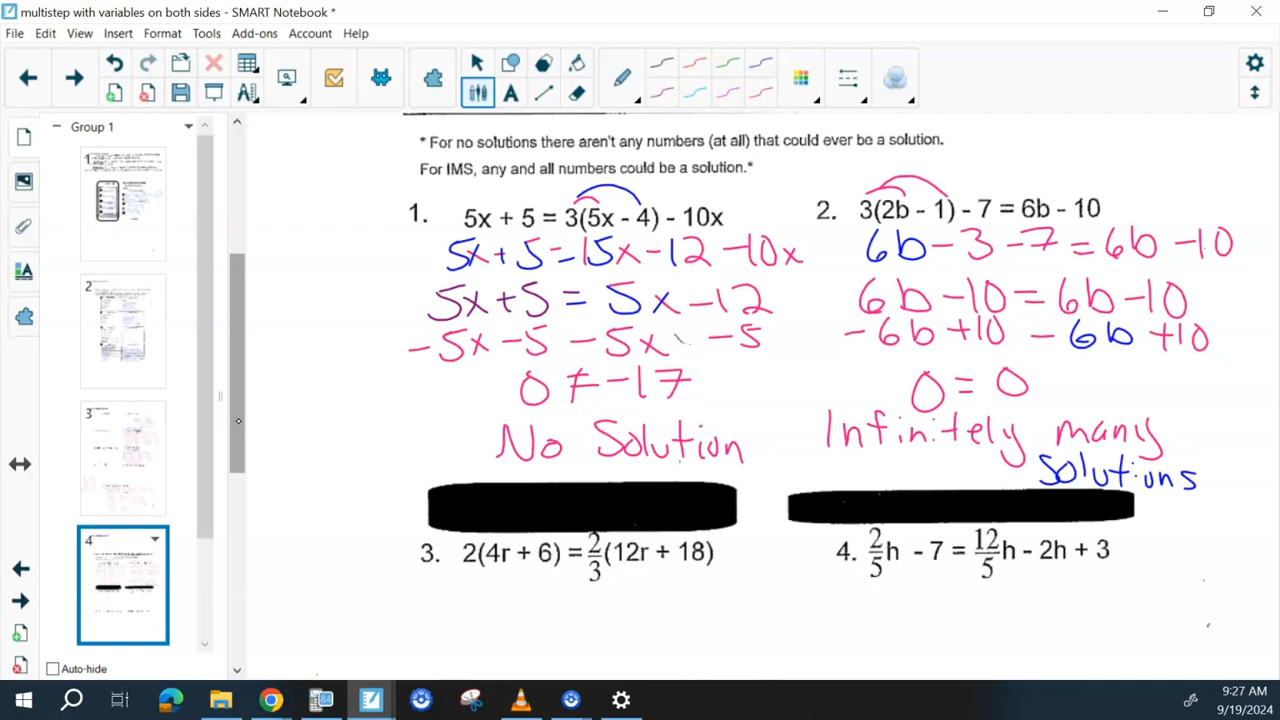 multistep with variables on both sides - SMART Notebook *
File Edit View Insert Format Tools Add-ons Account Help
Group 1
1
2
3
4
Auto-hide
* For no solutions there aren't any numbers (at all) that could ever be a solution.
For IMS, any and all numbers could be a solution.*
1. 5x + 5 = 3(5x - 4) - 10x
5x + 5 = 15x - 12 - 10x
5x + 5 = 5x - 12
- 5x - 5 - 5x - 5
0 ≠ -17
No Solution
2. 3(2b - 1) - 7 = 6b - 10
6b - 3 - 7 = 6b - 10
6b - 10 = 6b - 10
- 6b + 10 - 6b + 10
0 = 0
Infinitely many
solutions
3. 2(4r + 6) = 2/3(12r + 18)
4. 2/5h - 7 = 12/5h - 2h + 3
9:27 AM
9/19/2024